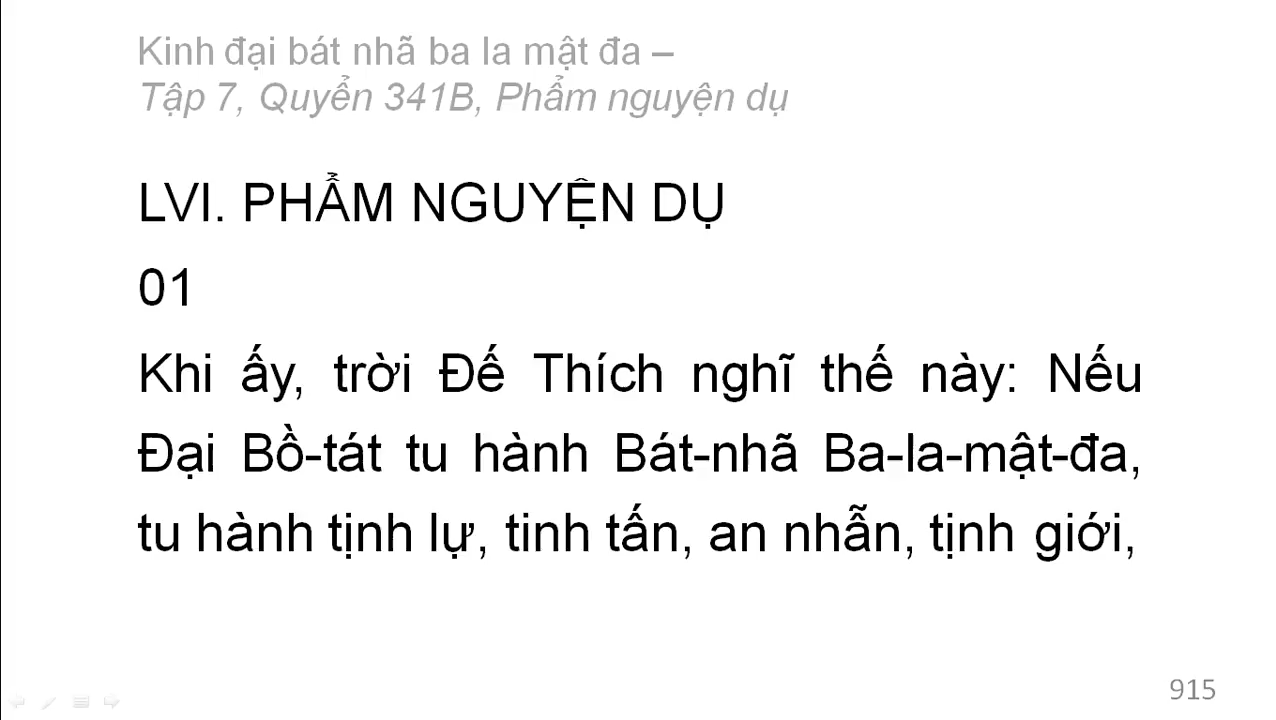 Kinh đại bát nhã ba la mật đa –
Tập 7, Quyển 341B, Phẩm nguyện dụ
LVI. PHẨM NGUYỆN DỤ
01
Khi ấy, trời Đế Thích nghĩ thế này: Nếu
Đại Bồ-tát tu hành Bát-nhã Ba-la-mật-đa,
tu hành tịnh lự, tinh tấn, an nhẫn, tịnh giới,
915